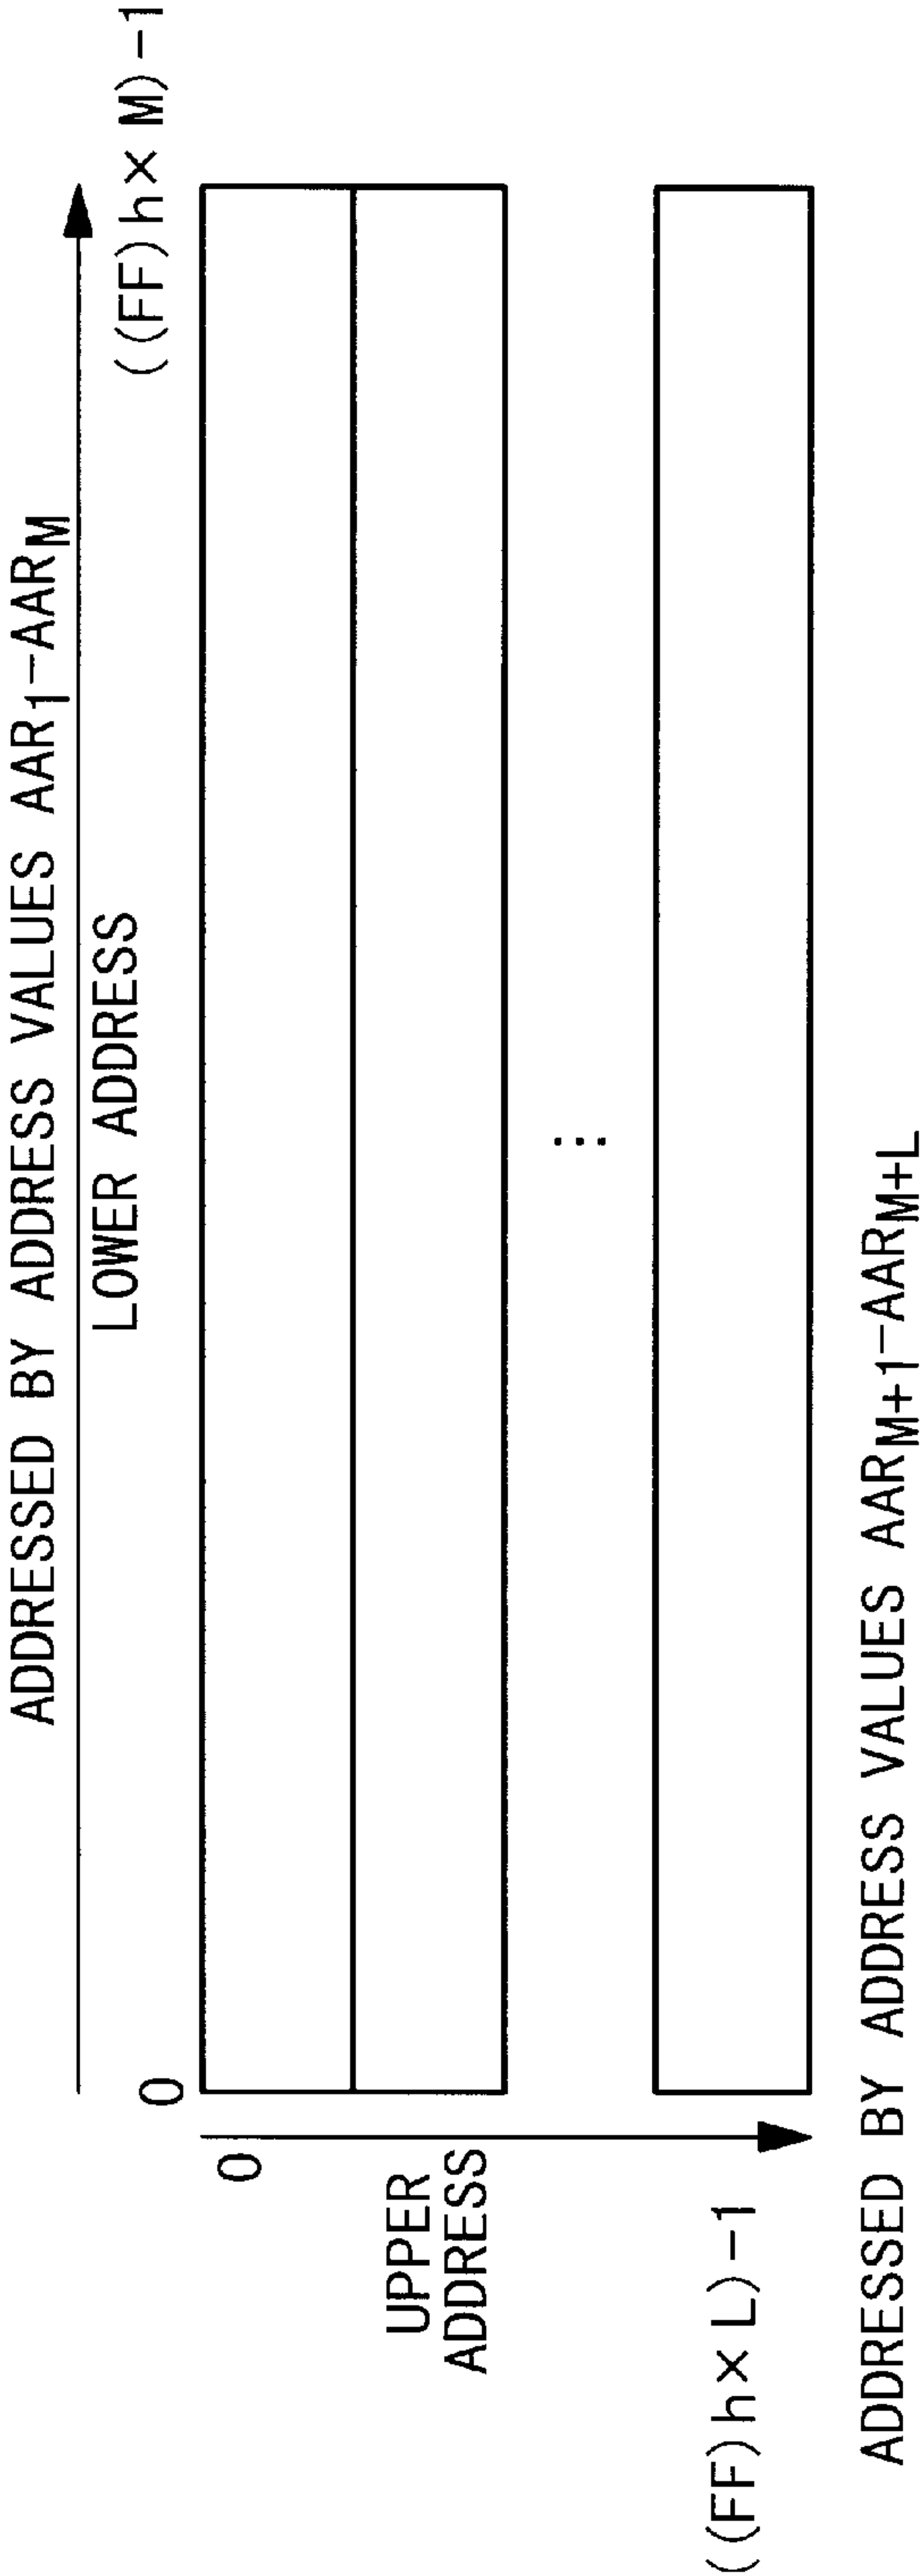 ADDRESSED BY ADDRESS VALUES AAR1-AARM
LOWER ADDRESS
0
((FF)h×M)-1
0
UPPER
ADDRESS
⋮
((FF)h×L)-1
ADDRESSED BY ADDRESS VALUES AARM+1-AARM+L